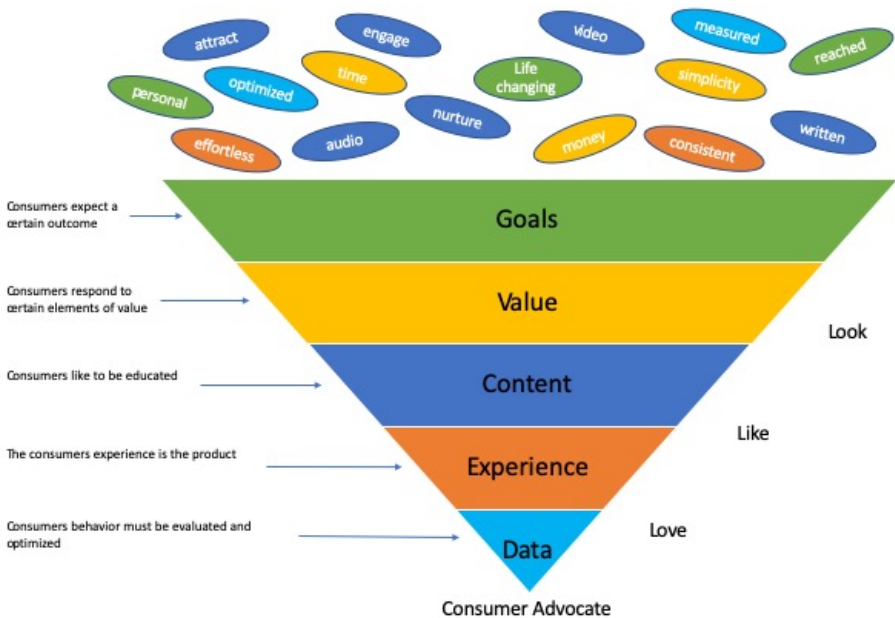 attract
engage
video
measured
reached
personal
optimized
time
Life
changing
simplicity
nurture
effortless
audio
money
consistent
written
Consumers expect a
certain outcome
Goals
Consumers respond to
certain elements of value
Value
Look
Consumers like to be educated
Content
Like
The consumers experience is the product
Experience
Consumers behavior must be evaluated and
optimized
Love
Data
Consumer Advocate